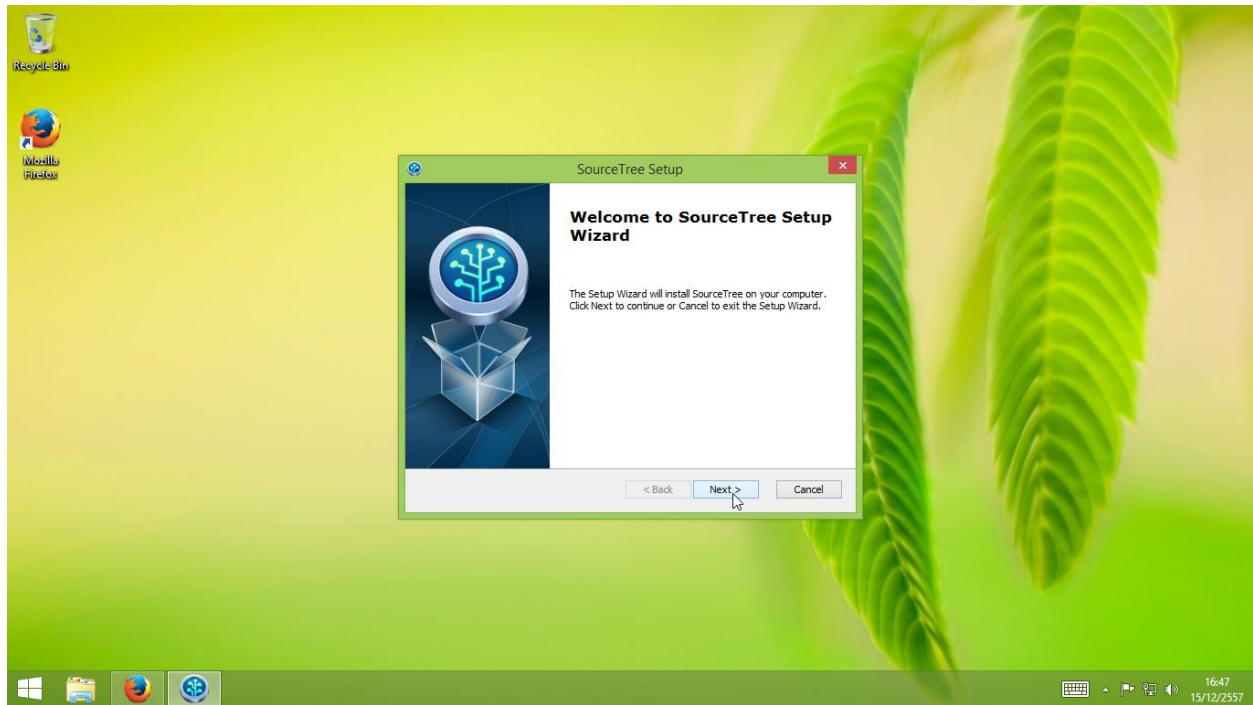 Recycle Bin
Mozilla
Firefox
SourceTree Setup
Welcome to SourceTree Setup
Wizard
The Setup Wizard will install SourceTree on your computer.
Click Next to continue or Cancel to exit the Setup Wizard.
< Back
Next >
Cancel
16:47
15/12/2557